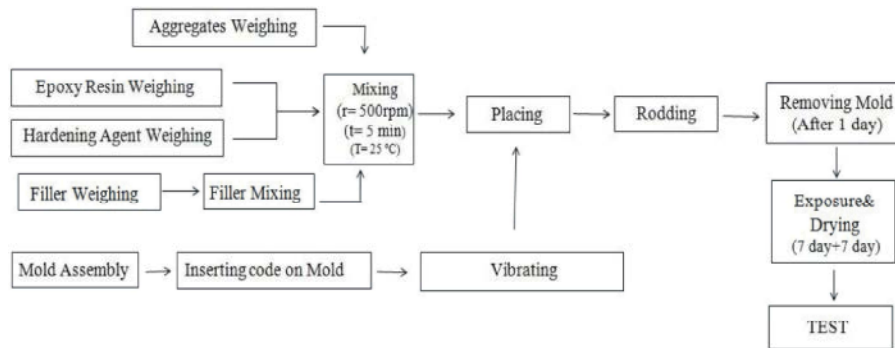 Aggregates Weighing
Epoxy Resin Weighing
Hardening Agent Weighing
Filler Weighing
Filler Mixing
Mixing
(r= 500rpm)
(t= 5 min)
(T= 25 °C)
Placing
Rodding
Removing Mold
(After 1 day)
Exposure&
Drying
(7 day+7 day)
Mold Assembly
Inserting code on Mold
Vibrating
TEST